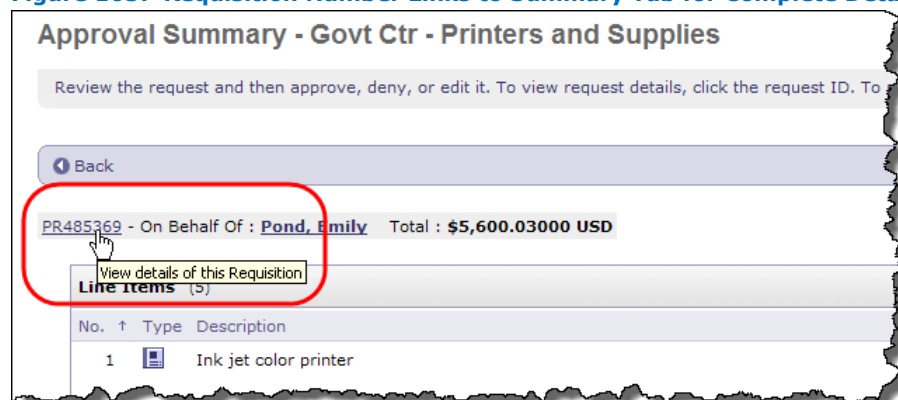 Approval Summary - Govt Ctr - Printers and Supplies
Review the request and then approve, deny, or edit it. To view request details, click the request ID. To
Back
PR485369 - On Behalf Of : Pond, Emily Total : $5,600.03000 USD
View details of this Requisition
Line Items (5)
No. ↑ Type Description
1 Ink jet color printer